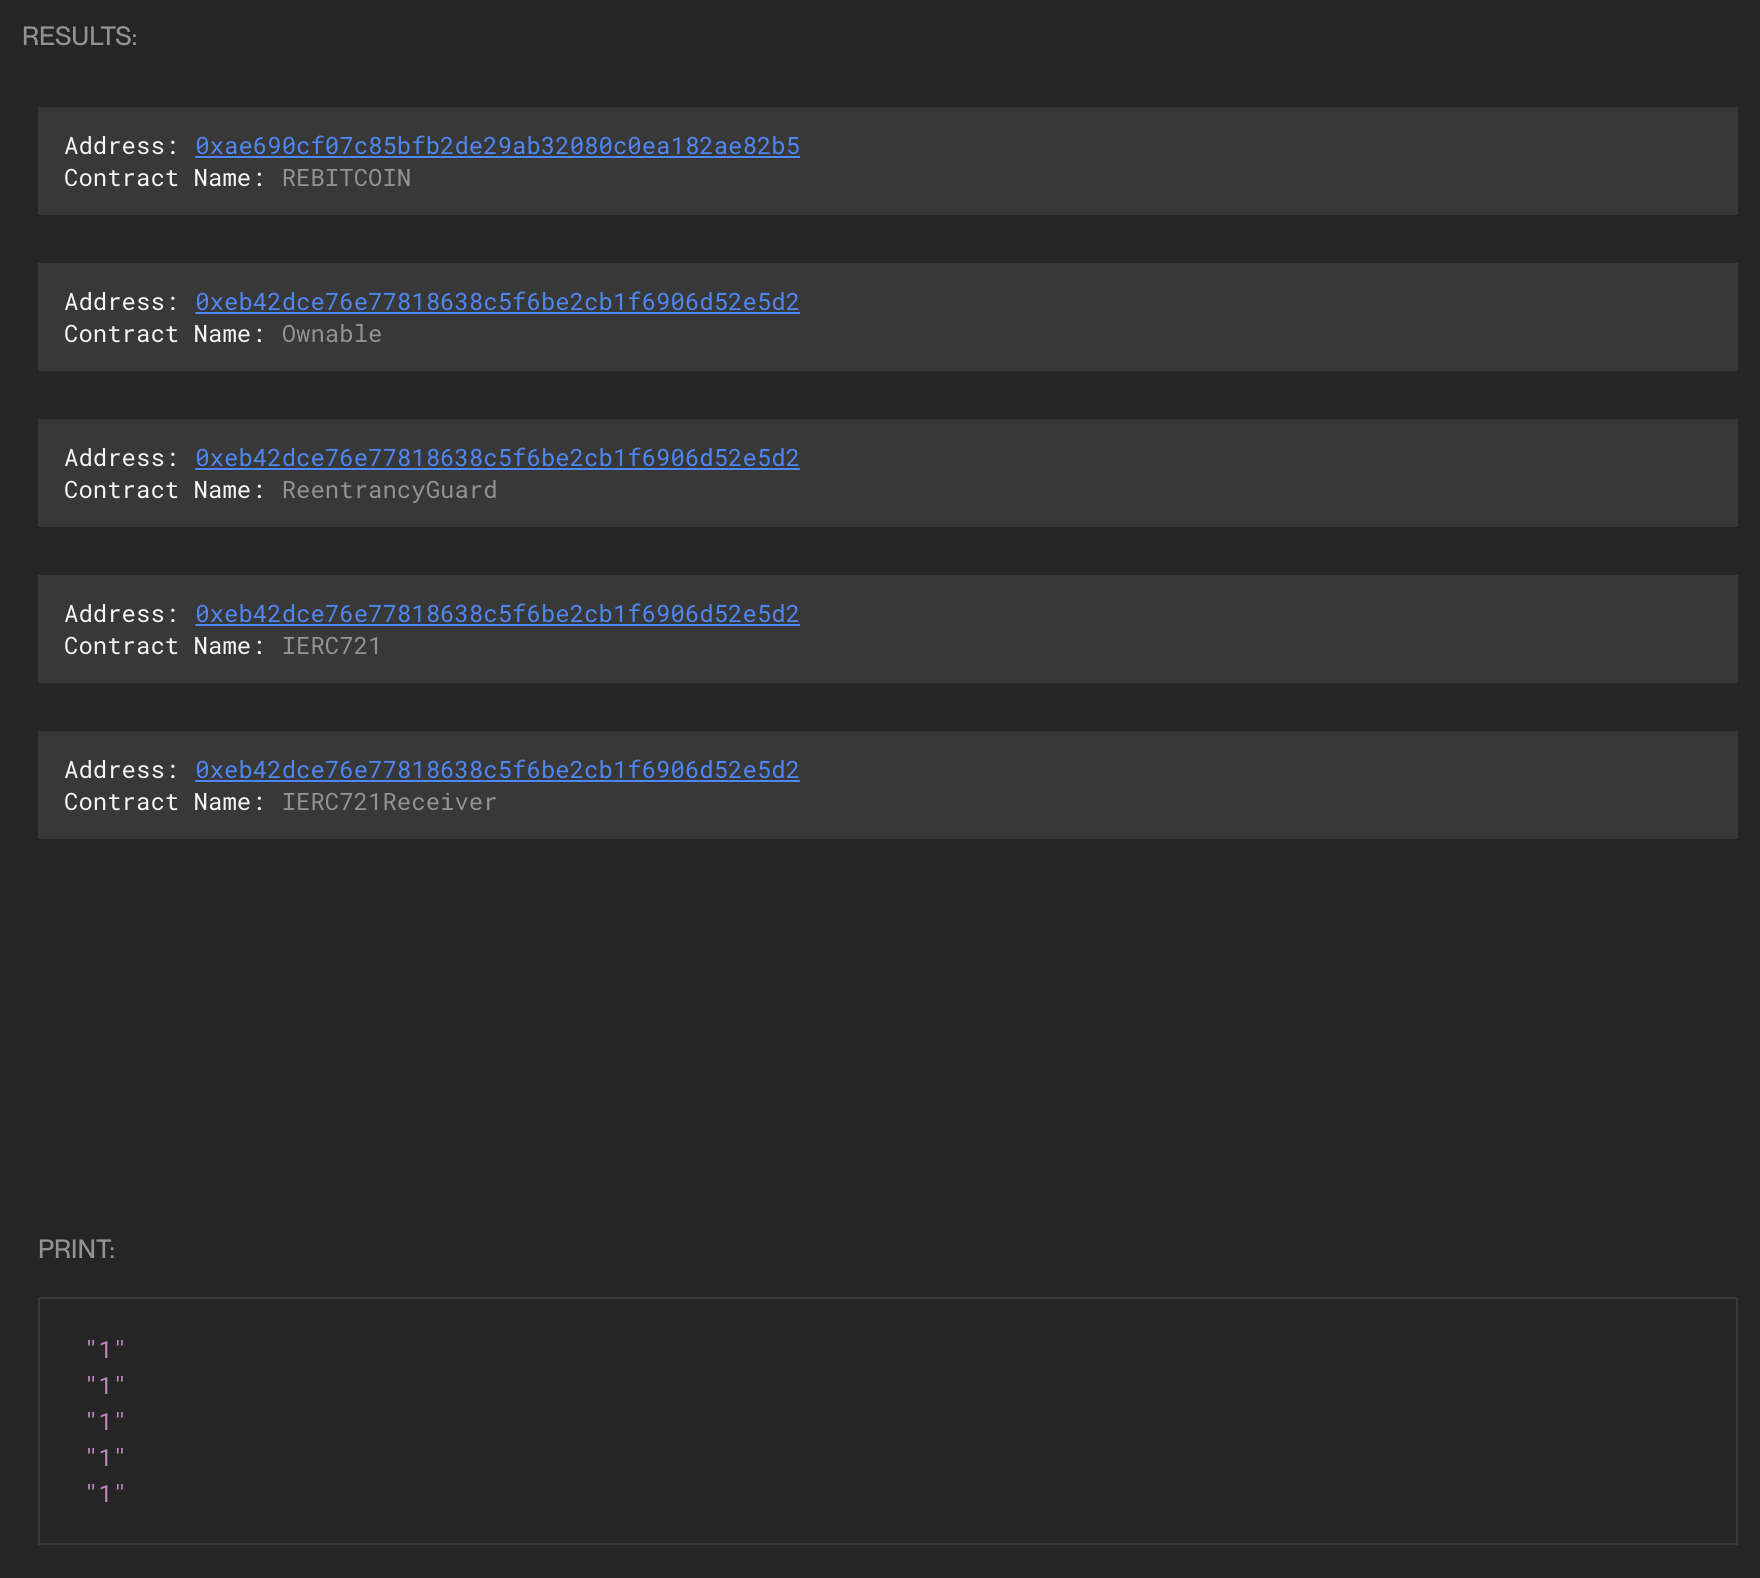 RESULTS:
Address: 0xae690cf07c85bfb2de29ab32080c0ea182ae82b5
Contract Name: REBITCOIN
Address: 0xeb42dce76e77818638c5f6be2cb1f6906d52e5d2
Contract Name: Ownable
Address: 0xeb42dce76e77818638c5f6be2cb1f6906d52e5d2
Contract Name: ReentrancyGuard
Address: 0xeb42dce76e77818638c5f6be2cb1f6906d52e5d2
Contract Name: IERC721
Address: 0xeb42dce76e77818638c5f6be2cb1f6906d52e5d2
Contract Name: IERC721Receiver
PRINT:
"1"
"1"
"1"
"1"
"1"